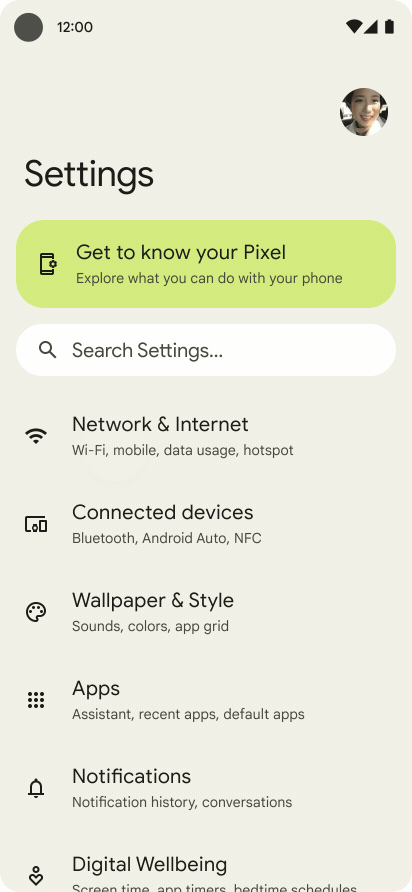 12:00
Settings
Get to know your Pixel
Explore what you can do with your phone
Search Settings...
Network & Internet
Wi-Fi, mobile, data usage, hotspot
Connected devices
Bluetooth, Android Auto, NFC
Wallpaper & Style
Sounds, colors, app grid
Apps
Assistant, recent apps, default apps
Notifications
Notification history, conversations
Digital Wellbeing
Screen time, app timers, bedtime schedules